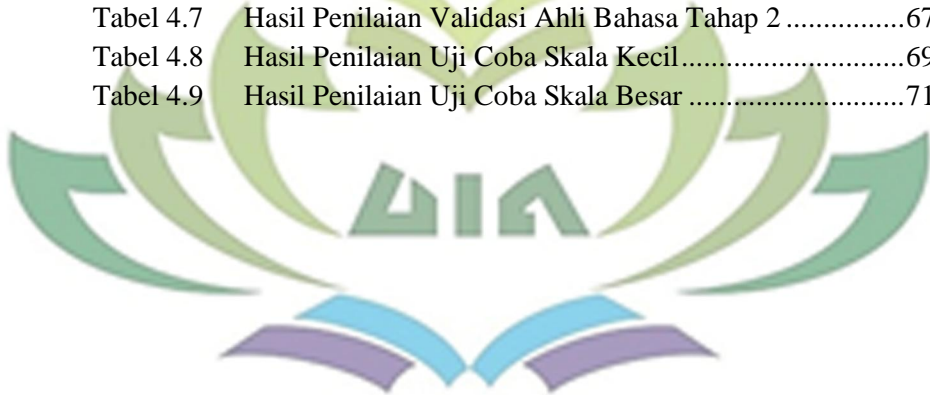 Tabel 4.7 Hasil Penilaian Validasi Ahli Bahasa Tahap 2 ...............67
Tabel 4.8 Hasil Penilaian Uji Coba Skala Kecil............................69
Tabel 4.9 Hasil Penilaian Uji Coba Skala Besar ...........................71